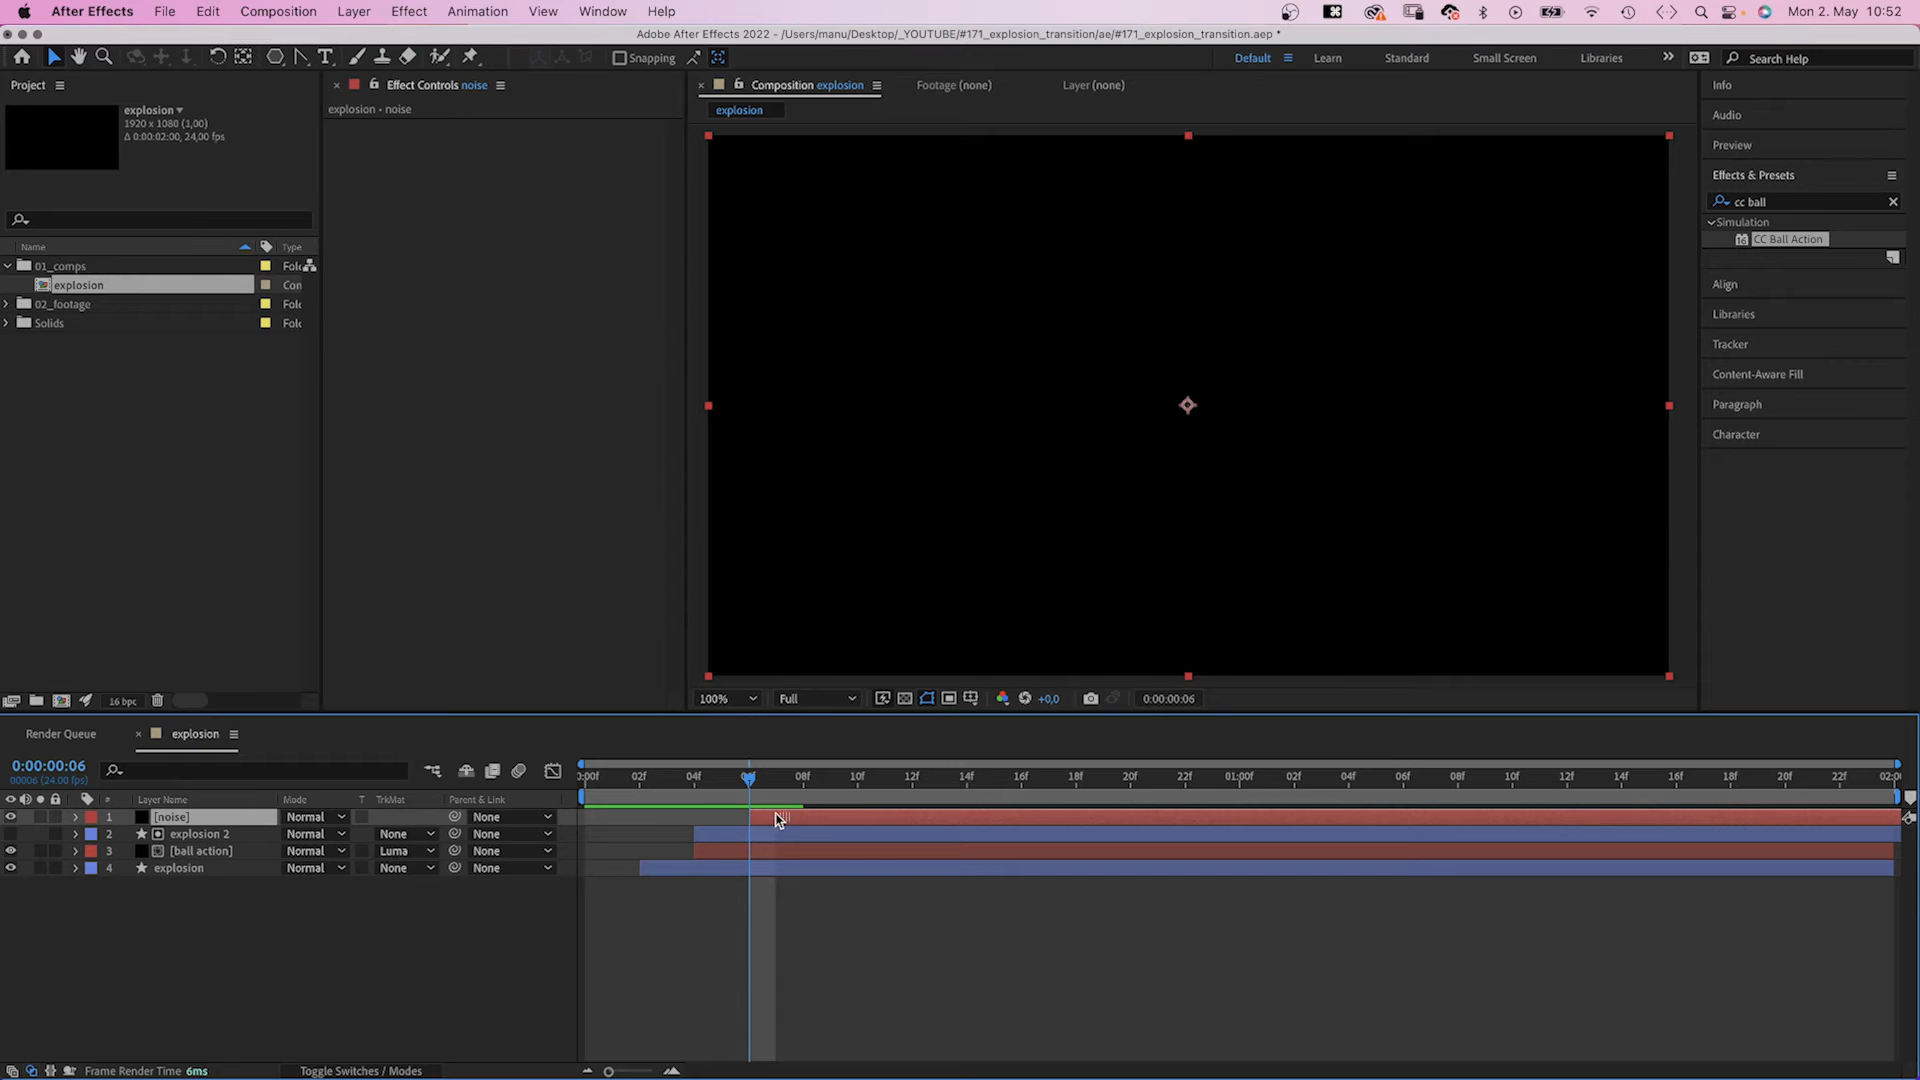 After Effects File Edit Composition Layer Effect Animation View Window Help Mon 2. May 10:52
Adobe After Effects 2022 - /Users/manu/Desktop/_YOUTUBE/#171_explosion_transition/ae/#171_explosion_transition.aep *
Snapping Default Learn Standard Small Screen Libraries Search Help
Project Effect Controls noise Composition explosion Footage (none) Layer (none) Info
explosion
1920 x 1080 (1,00)
Δ 0:00:02:00, 24,00 fps
explosion • noise
explosion
Audio
Preview
Effects & Presets
cc ball
Simulation
CC Ball Action
Align
Libraries
Tracker
Content-Aware Fill
Paragraph
Character
Name Type
01_comps Fol
explosion Con
02_footage Fol
Solids Fol
16 bpc
100% Full +0,0 0:00:00:06
Render Queue explosion
0:00:00:06
00006 (24.00 fps)
0:00f 02f 04f 06f 08f 10f 12f 14f 16f 18f 20f 22f 01:00f 02f 04f 06f 08f 10f 12f 14f 16f 18f 20f 22f 02:0
# Layer Name Mode T TrkMat Parent & Link
1 [noise] Normal None
2 explosion 2 Normal None None
3 [ball action] Normal Luma None
4 explosion Normal None None
Frame Render Time 6ms Toggle Switches / Modes